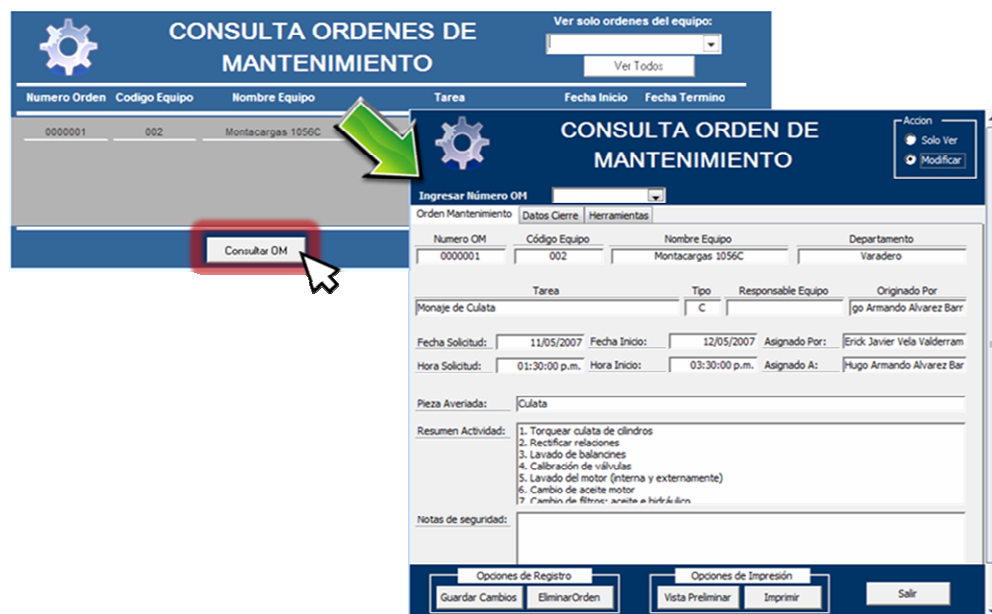 CONSULTA ORDENES DE
MANTENIMIENTO
Ver solo ordenes del equipo:
Ver Todos
Numero Orden Codigo Equipo Nombre Equipo Tarea Fecha Inicio Fecha Termino
0000001 002 Montacargas 1056C
Consultar OM
CONSULTA ORDEN DE
MANTENIMIENTO
Accion
Solo Ver
Modificar
Ingresar Número OM
Orden Mantenimiento Datos Cierre Herramientas
Numero OM Código Equipo Nombre Equipo Departamento
0000001 002 Montacargas 1056C Varadero
Tarea Tipo Responsable Equipo Originado Por
Monaje de Culata C go Armando Alvarez Barr
Fecha Solicitud: 11/05/2007 Fecha Inicio: 12/05/2007 Asignado Por: Erick Javier Vela Valderram
Hora Solicitud: 01:30:00 p.m. Hora Inicio: 03:30:00 p.m. Asignado A: Hugo Armando Alvarez Bar
Pieza Averiada: Culata
Resumen Actividad: 1. Torquear culata de cilindros
2. Rectificar relaciones
3. Lavado de balancines
4. Calibración de válvulas
5. Lavado del motor (interna y externamente)
6. Cambio de aceite motor
7. Cambio de filtros: aceite e hidráulico
Notas de seguridad:
Opciones de Registro Opciones de Impresión
Guardar Cambios EliminarOrden Vista Preliminar Imprimir Salir